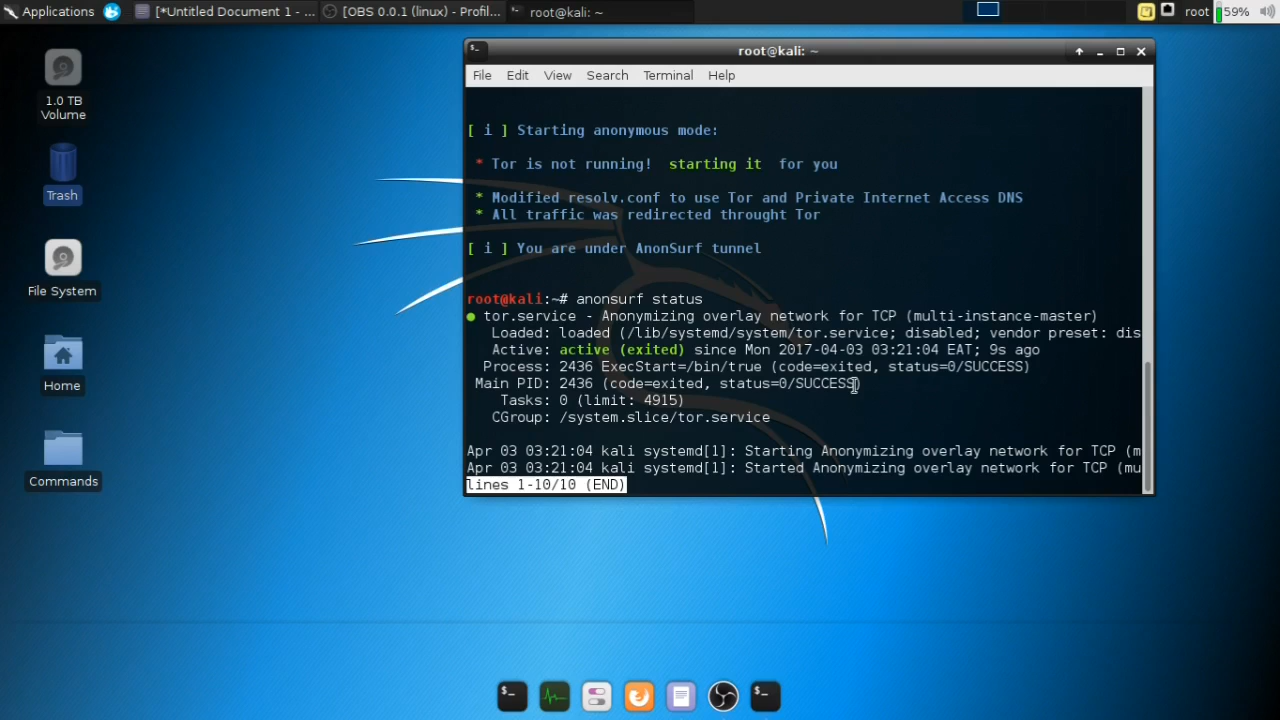 Applications
[*Untitled Document 1 - ...
[OBS 0.0.1 (linux) - Profil...
root@kali: ~
root
59%
1.0 TB
Volume
Trash
File System
Home
Commands
root@kali: ~
File Edit View Search Terminal Help
[ i ] Starting anonymous mode:
* Tor is not running! starting it for you
* Modified resolv.conf to use Tor and Private Internet Access DNS
* All traffic was redirected throught Tor
[ i ] You are under AnonSurf tunnel
root@kali:~# anonsurf status
● tor.service - Anonymizing overlay network for TCP (multi-instance-master)
Loaded: loaded (/lib/systemd/system/tor.service; disabled; vendor preset: dis
Active: active (exited) since Mon 2017-04-03 03:21:04 EAT; 9s ago
Process: 2436 ExecStart=/bin/true (code=exited, status=0/SUCCESS)
Main PID: 2436 (code=exited, status=0/SUCCESS)
Tasks: 0 (limit: 4915)
CGroup: /system.slice/tor.service
Apr 03 03:21:04 kali systemd[1]: Starting Anonymizing overlay network for TCP (m
Apr 03 03:21:04 kali systemd[1]: Started Anonymizing overlay network for TCP (mu
lines 1-10/10 (END)
$-
$-